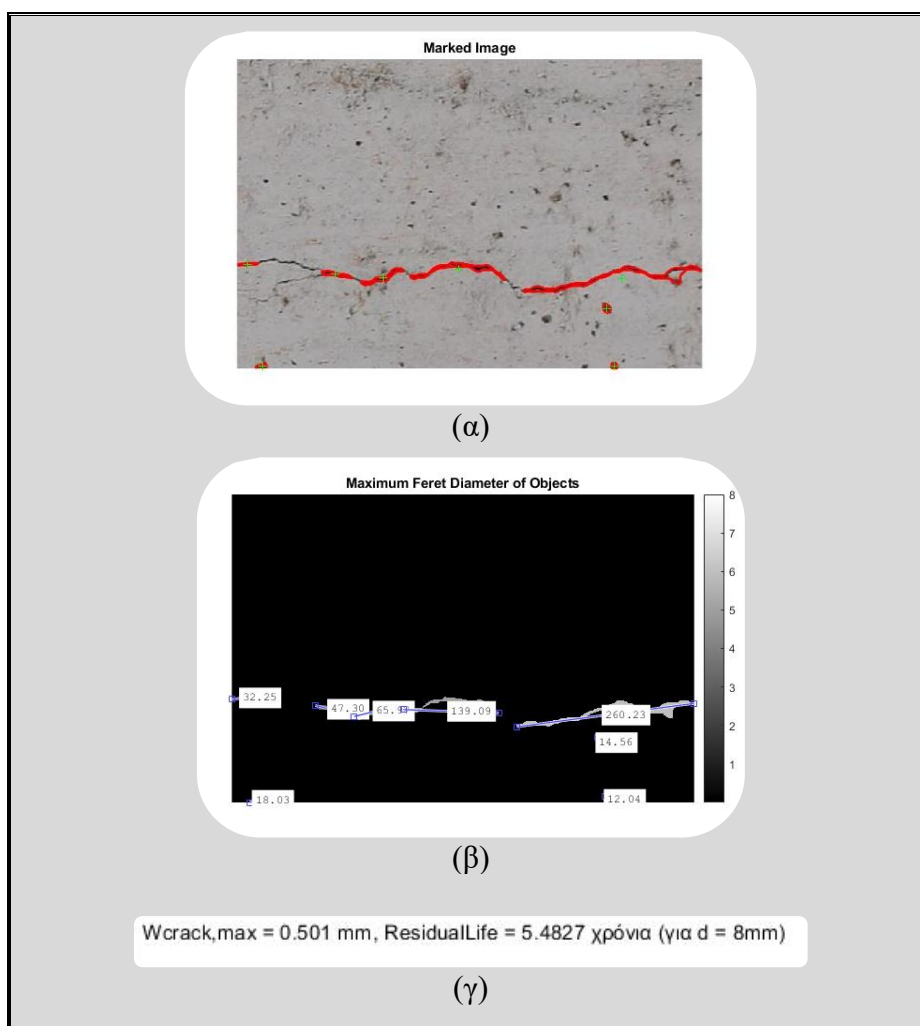 Marked Image
(α)
Maximum Feret Diameter of Objects
8
7
6
5
4
3
2
1
32.25
47.30
139.09
260.23
14.56
18.03
12.04
(β)
Wcrack,max = 0.501 mm, ResidualLife = 5.4827 χρόνια (για d = 8mm)
(γ)